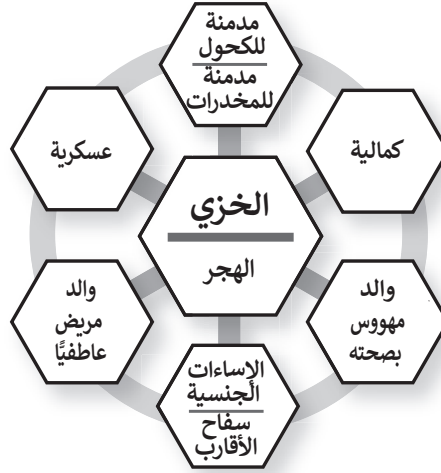 مدمنة
للكحول
مدمنة
للمخدرات
كمالية
عسكرية
الخزي
الهجر
والد
مهووس
بصحته
والد
مريض
عاطفيًا
الإساءات
الجنسية
سفاح
الأقارب